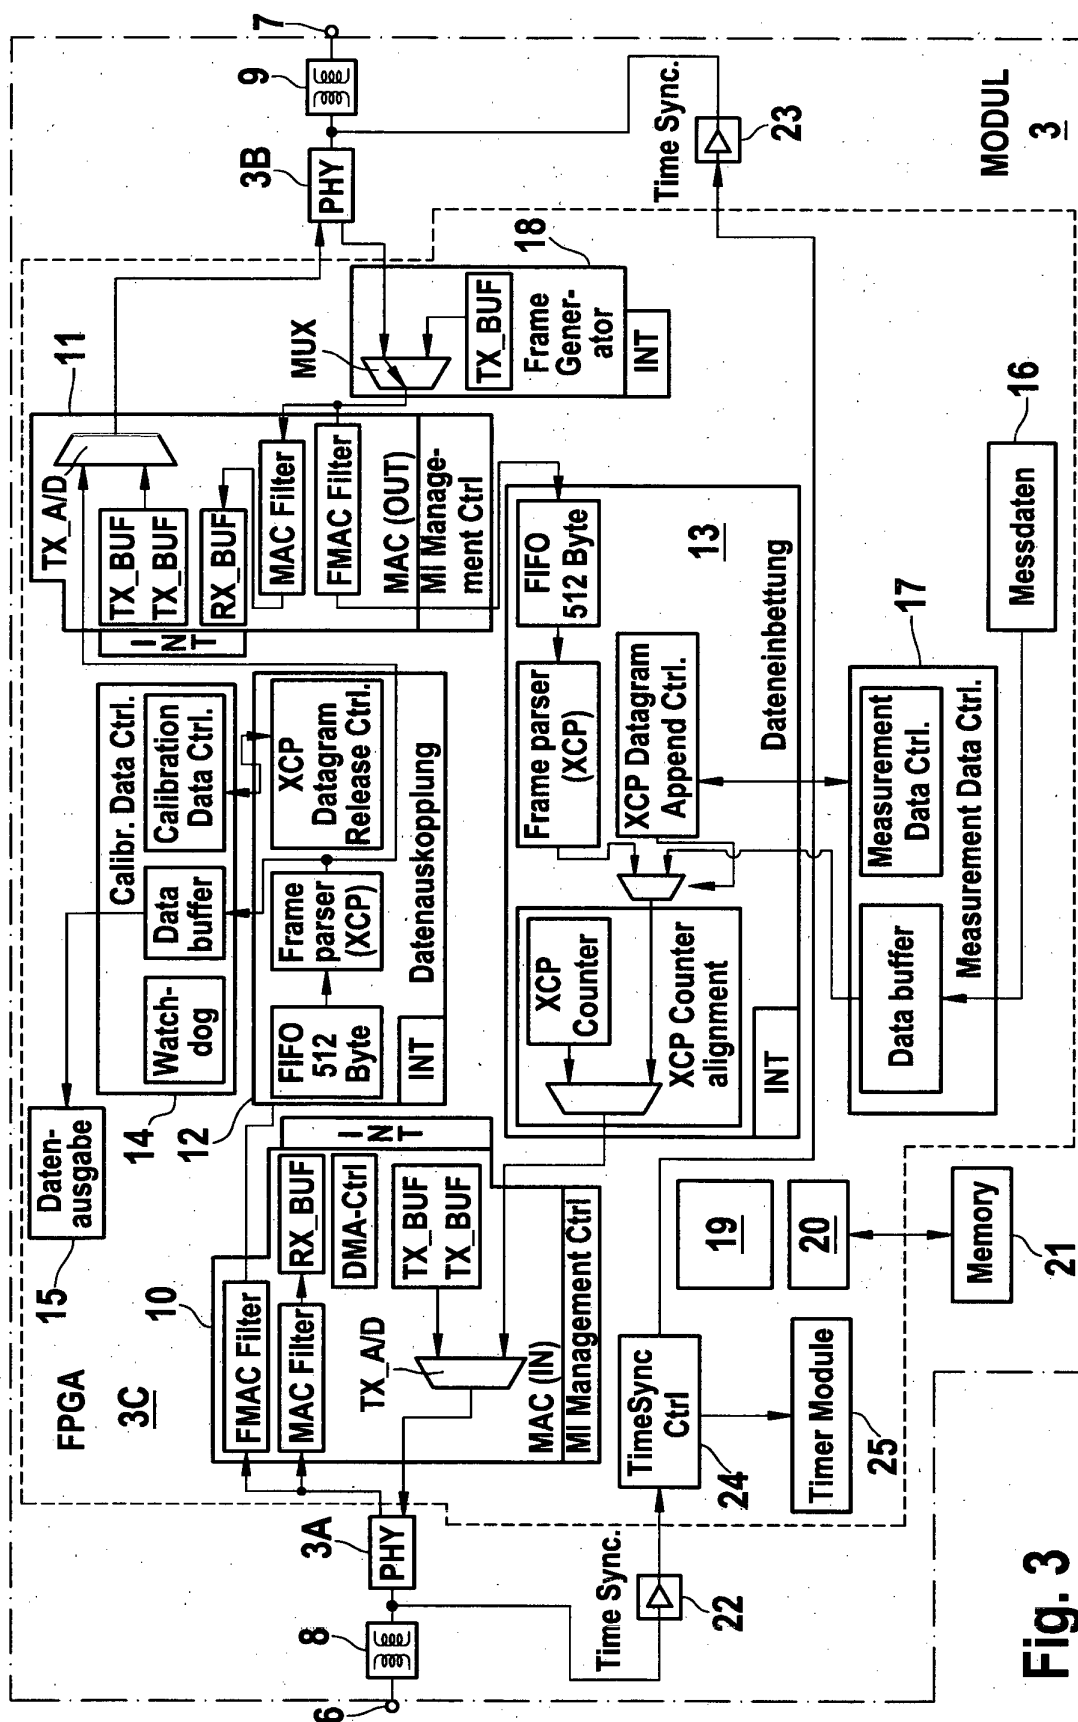 FPGA
3C
Daten-
ausgabe
15
Calibr. Data Ctrl.
Watch-
dog
Data
buffer
Calibration
Data Ctrl.
14
12
FIFO
512
Byte
Frame
parser
(XCP)
XCP
Datagram
Release Ctrl.
Datenauskopplung
INT
10
FMAC Filter
MAC Filter
RX_BUF
DMA-Ctrl
TX_BUF
TX_BUF
TX_A/D
MAC (IN)
MI Management Ctrl
INT
11
TX_A/D
TX_BUF
TX_BUF
RX_BUF
MAC Filter
FMAC Filter
MAC (OUT)
MI Manage-
ment Ctrl
INT
MUX
TX_BUF
Frame
Gener-
ator
INT
18
6
8
PHY
3A
PHY
3B
9
7
Time Sync.
22
Time Sync.
23
13
FIFO
512 Byte
Frame parser
(XCP)
XCP Datagram
Append Ctrl.
XCP
Counter
XCP Counter
alignment
Dateneinbettung
INT
TimeSync
Ctrl
24
Timer Module
25
19
20
Memory
21
Data buffer
Measurement
Data Ctrl.
Measurement Data Ctrl.
17
Messdaten
16
MODUL
3
Fig. 3